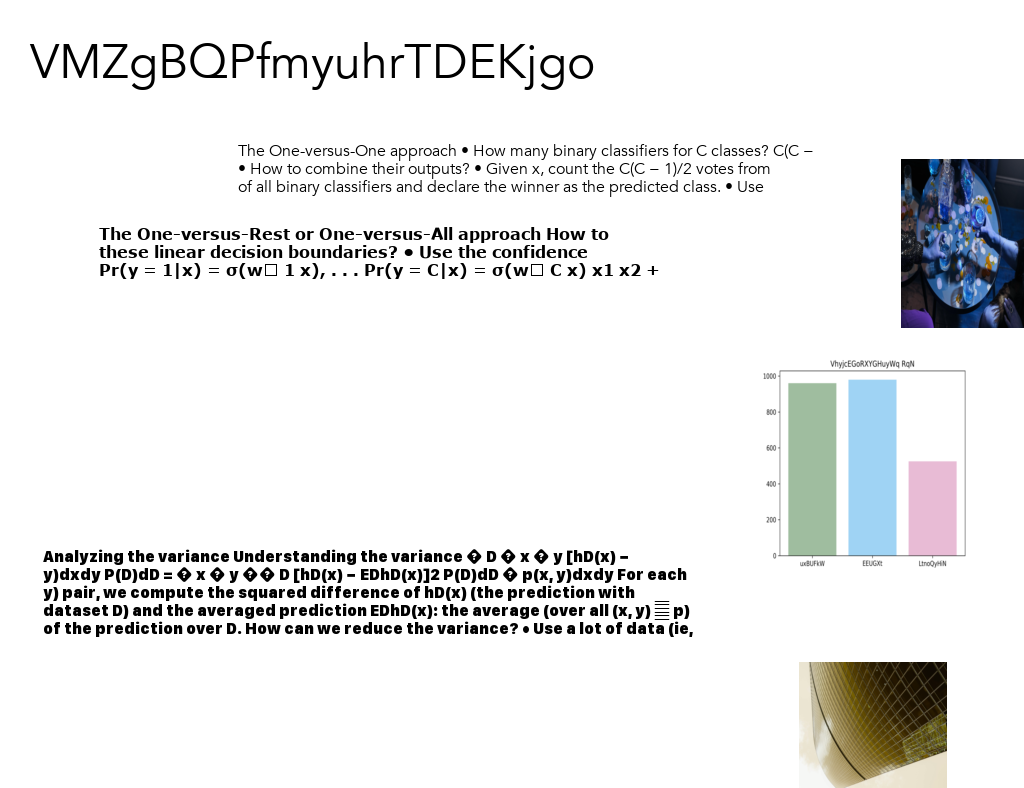 VMZgBQPfmyuhrTDEKjgo
The One-versus-One approach • How many binary classifiers for C classes? C(C −
• How to combine their outputs? • Given x, count the C(C − 1)/2 votes from
of all binary classifiers and declare the winner as the predicted class. • Use
The One-versus-Rest or One-versus-All approach How to
these linear decision boundaries? • Use the confidence
Pr(y = 1|x) = σ(w□ 1 x), . . . Pr(y = C|x) = σ(w□ C x) x1 x2 +
VhyjcEGoRXYGHuyWq RqN
1000
800
600
400
200
0
uxBUFkW EEUGXt LtnoQyHiN
Analyzing the variance Understanding the variance � D � x � y [hD(x) −
y)dxdy P(D)dD = � x � y �� D [hD(x) − EDhD(x)]2 P(D)dD � p(x, y)dxdy For each
y) pair, we compute the squared difference of hD(x) (the prediction with
dataset D) and the averaged prediction EDhD(x): the average (over all (x, y) p)
of the prediction over D. How can we reduce the variance? • Use a lot of data (ie,